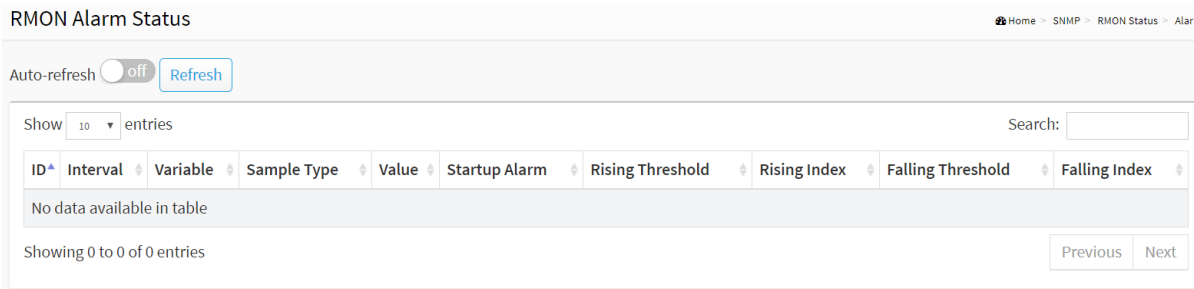 RMON Alarm Status
Home > SNMP > RMON Status >
Auto-refresh off Refresh
Show 10 entries Search:
ID Interval Variable Sample Type Value Startup Alarm Rising Threshold Rising Index Falling Threshold Falling Index
No data available in table
Showing 0 to 0 of 0 entries Previous Next